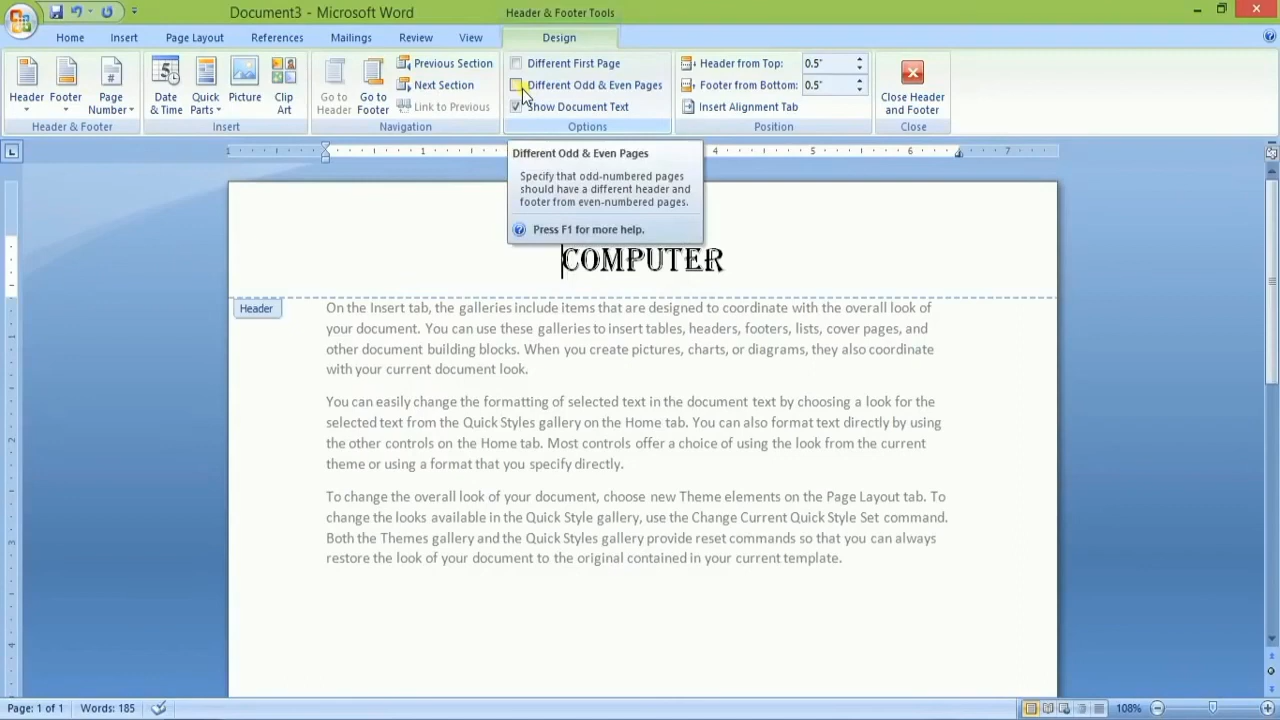 Document3 - Microsoft Word
Header & Footer Tools
Home Insert Page Layout References Mailings Review View Design
Header
Footer
Page Number
Header & Footer
Date & Time
Quick Parts
Picture
Clip Art
Insert
Go to Header
Go to Footer
Previous Section
Next Section
Link to Previous
Navigation
Different First Page
Different Odd & Even Pages
Show Document Text
Options
Header from Top: 0.5"
Footer from Bottom: 0.5"
Insert Alignment Tab
Position
Close Header and Footer
Close
1 1 4 5 6 7
Different Odd & Even Pages
Specify that odd-numbered pages
should have a different header and
footer from even-numbered pages.
Press F1 for more help.
COMPUTER
Header
On the Insert tab, the galleries include items that are designed to coordinate with the overall look of
your document. You can use these galleries to insert tables, headers, footers, lists, cover pages, and
other document building blocks. When you create pictures, charts, or diagrams, they also coordinate
with your current document look.
You can easily change the formatting of selected text in the document text by choosing a look for the
selected text from the Quick Styles gallery on the Home tab. You can also format text directly by using
the other controls on the Home tab. Most controls offer a choice of using the look from the current
theme or using a format that you specify directly.
To change the overall look of your document, choose new Theme elements on the Page Layout tab. To
change the looks available in the Quick Style gallery, use the Change Current Quick Style Set command.
Both the Themes gallery and the Quick Styles gallery provide reset commands so that you can always
restore the look of your document to the original contained in your current template.
1
2
3
4
Page: 1 of 1 Words: 185 108%